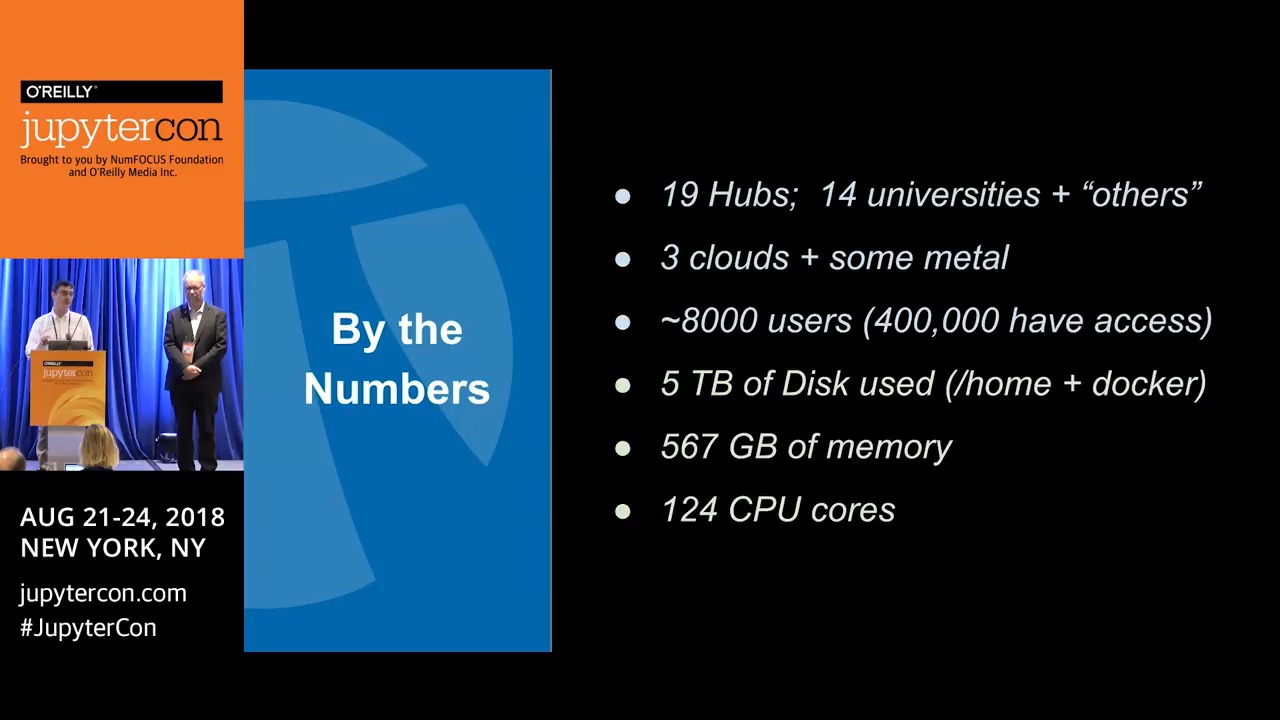 O'REILLY®
jupytercon
Brought to you by NumFOCUS Foundation
and O'Reilly Media Inc.
O'REILLY
jupytercon
AUG 21-24, 2018
NEW YORK, NY
jupytercon.com
#JupyterCon
By the
Numbers
● 19 Hubs; 14 universities + “others”
● 3 clouds + some metal
● ~8000 users (400,000 have access)
● 5 TB of Disk used (/home + docker)
● 567 GB of memory
● 124 CPU cores